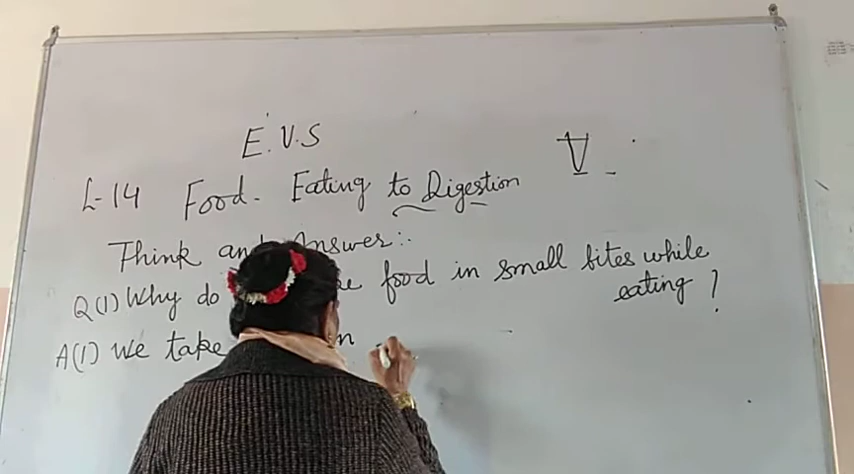 E.V.S
V
L-14 Food- Eating to Digestion
Think and Answer:-
Q(1) Why do food in small bites while
eating?
A(1) We take